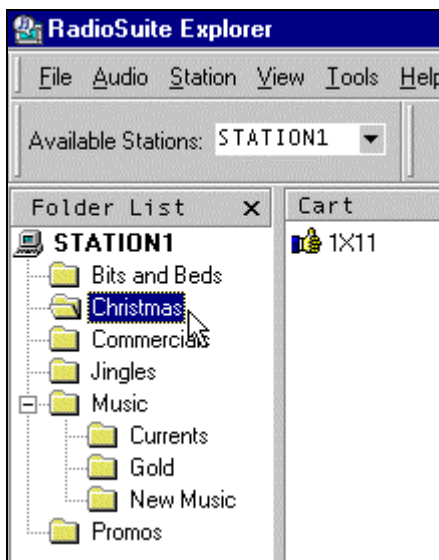 RadioSuite Explorer
File Audio Station View Tools Help
Available Stations: STATION1
Folder List
Cart
STATION1
1X11
Bits and Beds
Christmas
Commercials
Jingles
Music
Currents
Gold
New Music
Promos